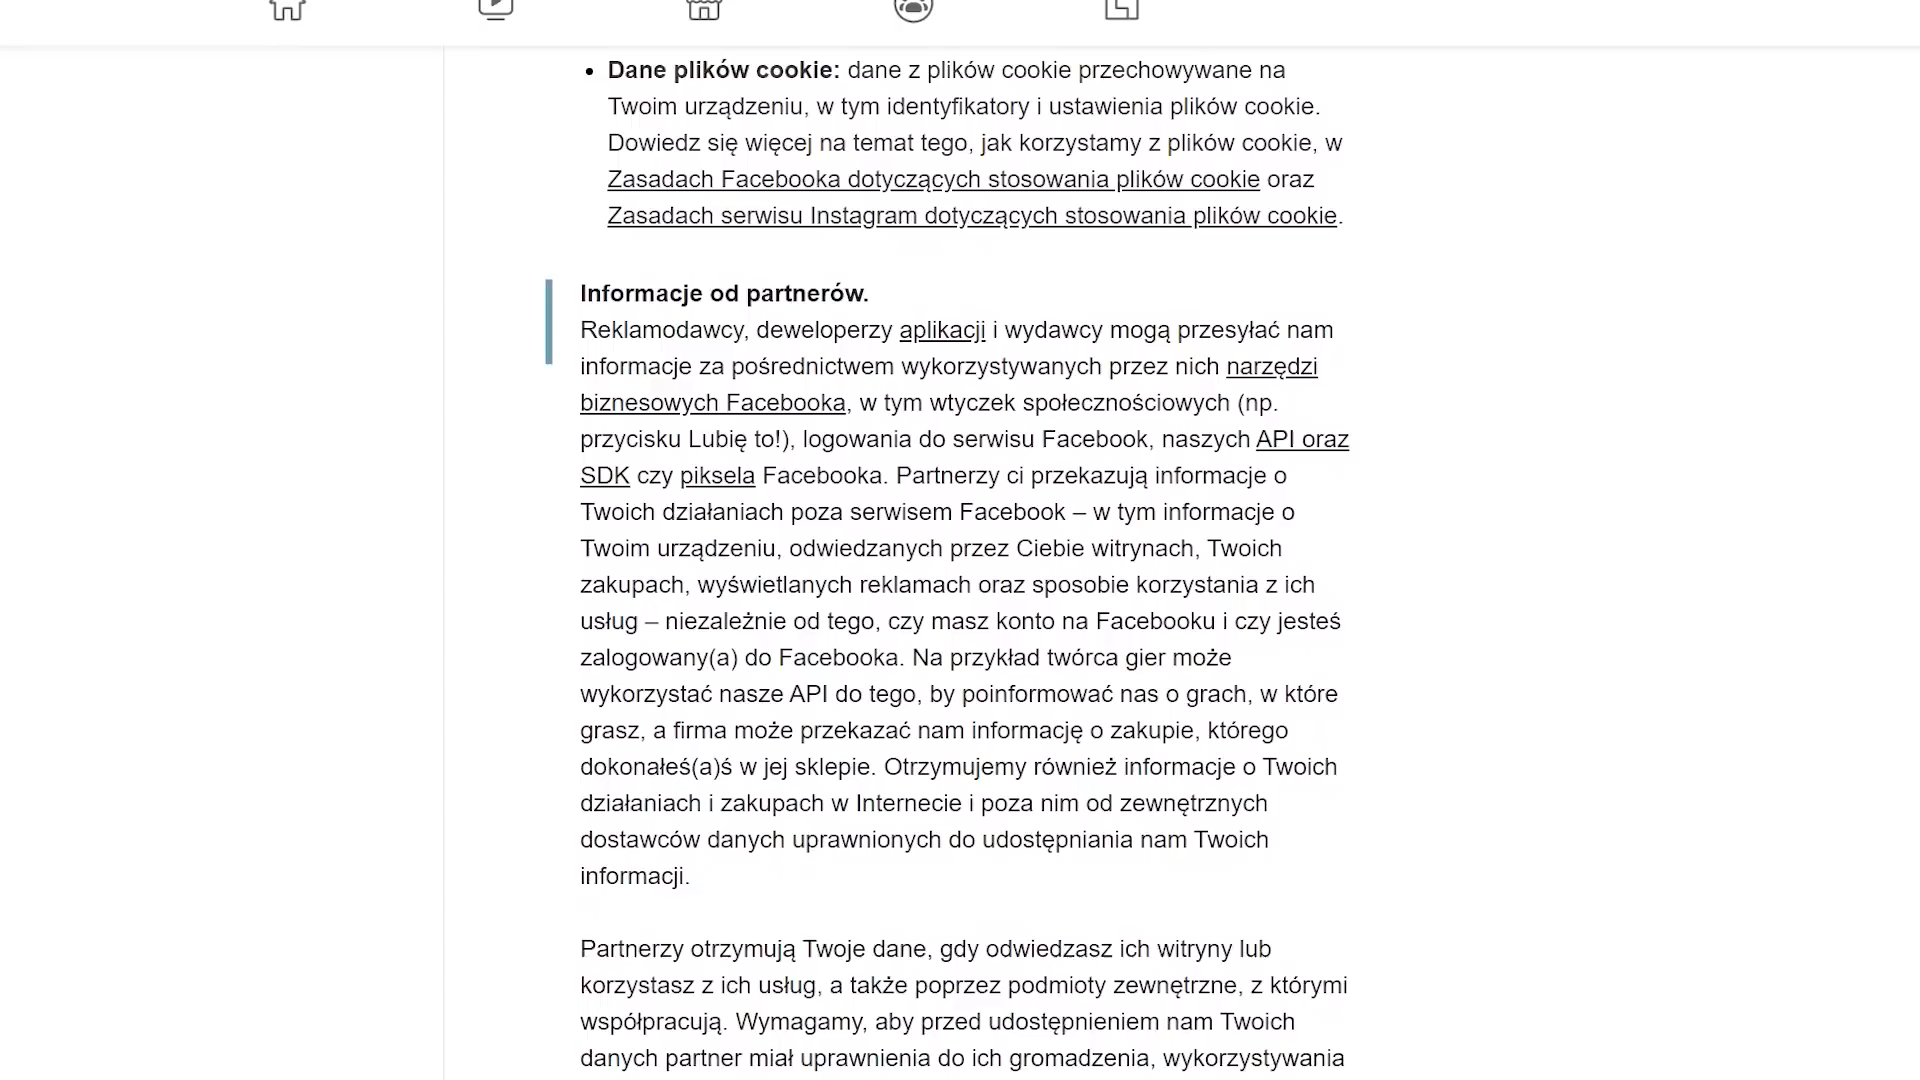 Dane plików cookie: dane z plików cookie przechowywane na
Twoim urządzeniu, w tym identyfikatory i ustawienia plików cookie.
Dowiedz się więcej na temat tego, jak korzystamy z plików cookie, w
Zasadach Facebooka dotyczących stosowania plików cookie oraz
Zasadach serwisu Instagram dotyczących stosowania plików cookie.
Informacje od partnerów.
Reklamodawcy, deweloperzy aplikacji i wydawcy mogą przesyłać nam
informacje za pośrednictwem wykorzystywanych przez nich narzędzi
biznesowych Facebooka, w tym wtyczek społecznościowych (np.
przycisku Lubię to!), logowania do serwisu Facebook, naszych API oraz
SDK czy piksela Facebooka. Partnerzy ci przekazują informacje o
Twoich działaniach poza serwisem Facebook – w tym informacje o
Twoim urządzeniu, odwiedzanych przez Ciebie witrynach, Twoich
zakupach, wyświetlanych reklamach oraz sposobie korzystania z ich
usług – niezależnie od tego, czy masz konto na Facebooku i czy jesteś
zalogowany(a) do Facebooka. Na przykład twórca gier może
wykorzystać nasze API do tego, by poinformować nas o grach, w które
grasz, a firma może przekazać nam informację o zakupie, którego
dokonałeś(a)ś w jej sklepie. Otrzymujemy również informacje o Twoich
działaniach i zakupach w Internecie i poza nim od zewnętrznych
dostawców danych uprawnionych do udostępniania nam Twoich
informacji.
Partnerzy otrzymują Twoje dane, gdy odwiedzasz ich witryny lub
korzystasz z ich usług, a także poprzez podmioty zewnętrzne, z którymi
współpracują. Wymagamy, aby przed udostępnieniem nam Twoich
danych partner miał uprawnienia do ich gromadzenia, wykorzystywania